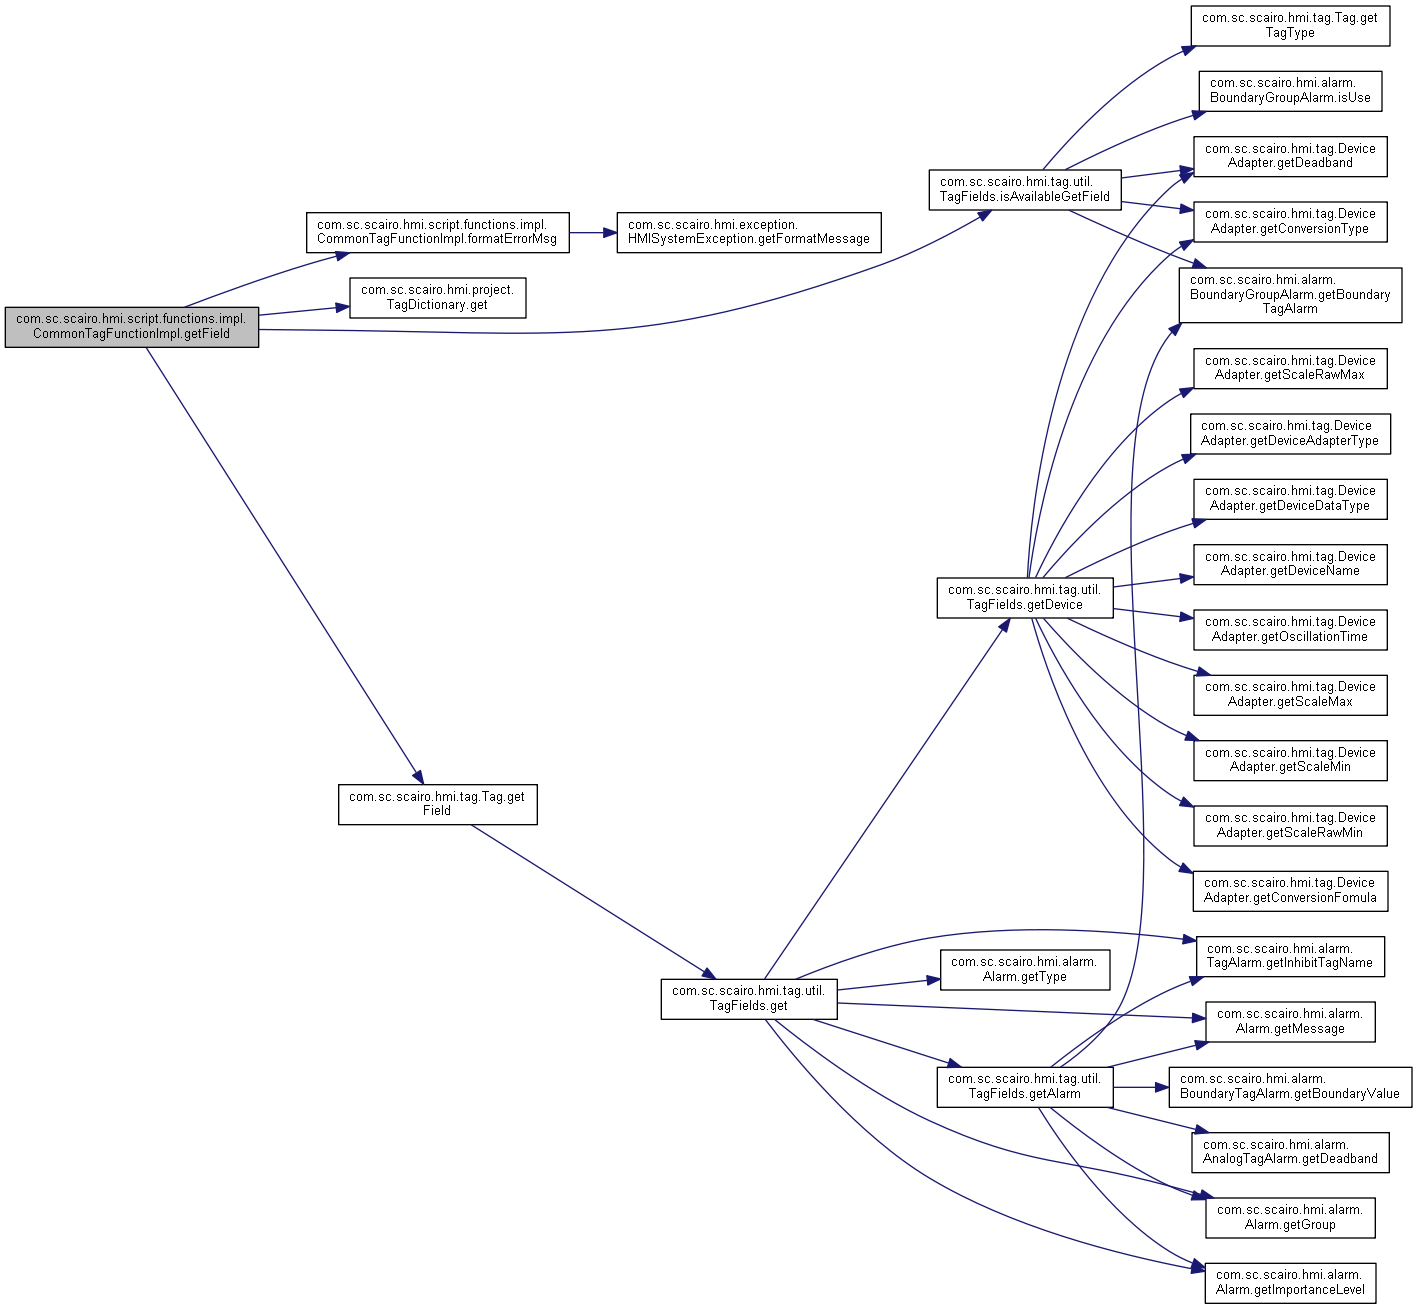 com.sc.scairo.hmi.script.functions.impl.
CommonTagFunctionImpl.getField
com.sc.scairo.hmi.script.functions.impl.
CommonTagFunctionImpl.formatErrorMsg
com.sc.scairo.hmi.project.
TagDictionary.get
com.sc.scairo.hmi.tag.Tag.get
Field
com.sc.scairo.hmi.exception.
HMISystemException.getFormatMessage
com.sc.scairo.hmi.tag.util.
TagFields.get
com.sc.scairo.hmi.tag.util.
TagFields.isAvailableGetField
com.sc.scairo.hmi.tag.util.
TagFields.getDevice
com.sc.scairo.hmi.alarm.
Alarm.getType
com.sc.scairo.hmi.tag.util.
TagFields.getAlarm
com.sc.scairo.hmi.tag.Tag.get
TagType
com.sc.scairo.hmi.alarm.
BoundaryGroupAlarm.isUse
com.sc.scairo.hmi.tag.Device
Adapter.getDeadband
com.sc.scairo.hmi.tag.Device
Adapter.getConversionType
com.sc.scairo.hmi.alarm.
BoundaryGroupAlarm.getBoundary
TagAlarm
com.sc.scairo.hmi.tag.Device
Adapter.getScaleRawMax
com.sc.scairo.hmi.tag.Device
Adapter.getDeviceAdapterType
com.sc.scairo.hmi.tag.Device
Adapter.getDeviceDataType
com.sc.scairo.hmi.tag.Device
Adapter.getDeviceName
com.sc.scairo.hmi.tag.Device
Adapter.getOscillationTime
com.sc.scairo.hmi.tag.Device
Adapter.getScaleMax
com.sc.scairo.hmi.tag.Device
Adapter.getScaleMin
com.sc.scairo.hmi.tag.Device
Adapter.getScaleRawMin
com.sc.scairo.hmi.tag.Device
Adapter.getConversionFomula
com.sc.scairo.hmi.alarm.
TagAlarm.getInhibitTagName
com.sc.scairo.hmi.alarm.
Alarm.getMessage
com.sc.scairo.hmi.alarm.
BoundaryTagAlarm.getBoundaryValue
com.sc.scairo.hmi.alarm.
AnalogTagAlarm.getDeadband
com.sc.scairo.hmi.alarm.
Alarm.getGroup
com.sc.scairo.hmi.alarm.
Alarm.getImportanceLevel